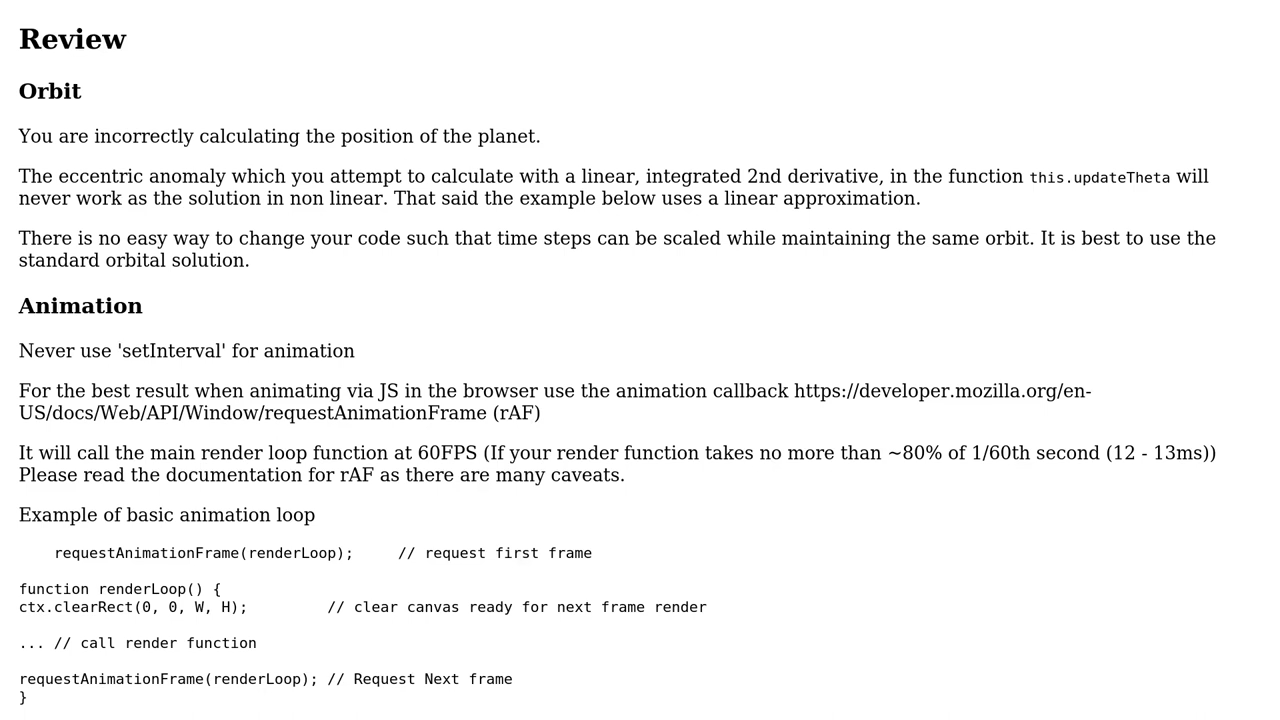 Review
Orbit
You are incorrectly calculating the position of the planet.
The eccentric anomaly which you attempt to calculate with a linear, integrated 2nd derivative, in the function this.updateTheta will
never work as the solution in non linear. That said the example below uses a linear approximation.
There is no easy way to change your code such that time steps can be scaled while maintaining the same orbit. It is best to use the
standard orbital solution.
Animation
Never use 'setInterval' for animation
For the best result when animating via JS in the browser use the animation callback https://developer.mozilla.org/en-
US/docs/Web/API/Window/requestAnimationFrame (rAF)
It will call the main render loop function at 60FPS (If your render function takes no more than ~80% of 1/60th second (12 - 13ms))
Please read the documentation for rAF as there are many caveats.
Example of basic animation loop
    requestAnimationFrame(renderLoop);     // request first frame
function renderLoop() {
ctx.clearRect(0, 0, W, H);         // clear canvas ready for next frame render
... // call render function
requestAnimationFrame(renderLoop); // Request Next frame
}